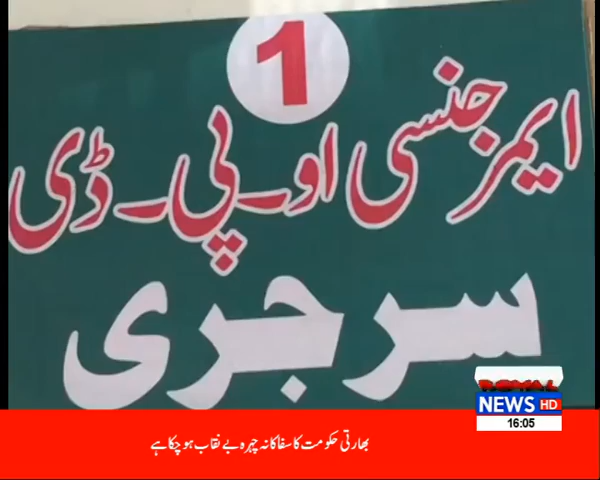 1
ایمرجنسی او۔پی۔ڈی
سرجری
ROYAL
NEWS HD
16:05
بھارتی حکومت کا سفاکانہ چہرہ بے نقاب ہو چکا ہے